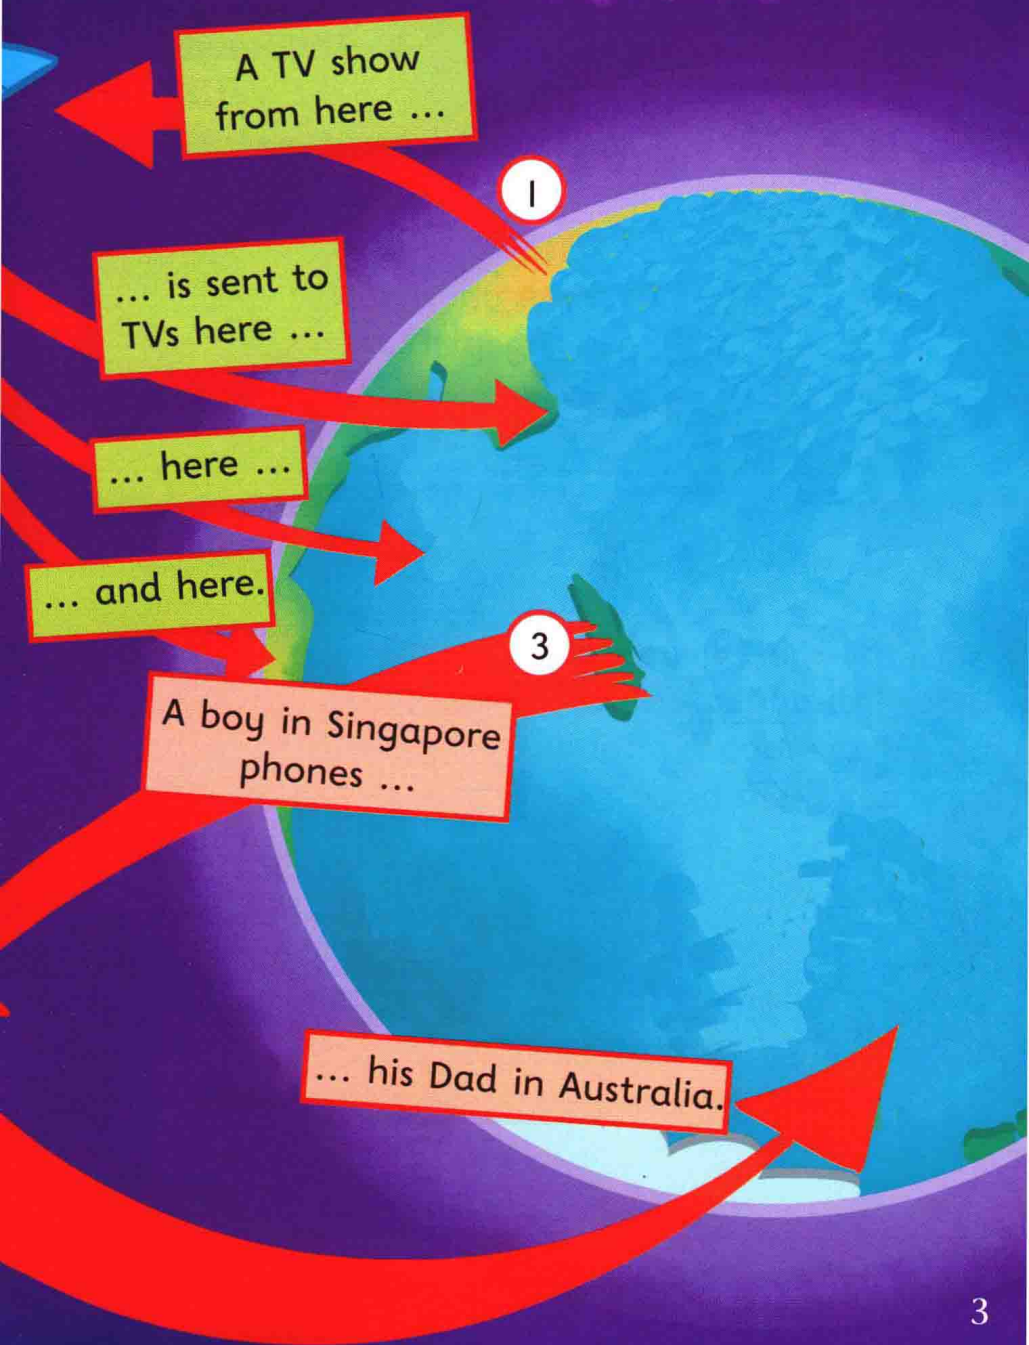 A TV show
from here ...
1
... is sent to
TVs here ...
... here ...
... and here.
3
A boy in Singapore
phones ...
... his Dad in Australia.
3